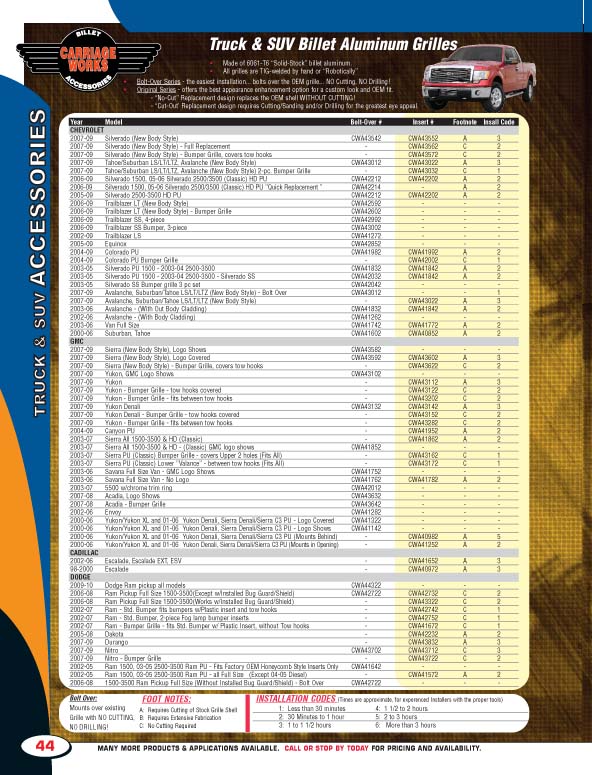 BILLET
CARRIAGE
WORKS
ACCESSORIES
Truck & SUV Billet Aluminum Grilles
• Made of 6061-T6 "Solid-Stock" billet aluminum.
• All grilles are TIG-welded by hand or "Robotically".
• Bolt-Over Series - the easiest installation... bolts over the OEM grille... NO Cutting, NO Drilling!
Original Series - offers the best appearance enhancement option for a custom look and OEM fit.
- "No-Cut" Replacement design replaces the OEM shell WITHOUT CUTTING!
- "Cut-Out" Replacement design requires Cutting/Sanding and/or Drilling for the greatest eye appeal.
TRUCK & SUV ACCESSORIES
Year Model Bolt-Over # Insert # Footnote Insall Code
CHEVROLET
2007-09 Silverado (New Body Style) CWA43542 CWA43552 A 3
2007-09 Silverado (New Body Style) - Full Replacement - CWA43562 C 2
2007-09 Silverado (New Body Style) - Bumper Grille, covers tow hooks - CWA43572 C 2
2007-09 Tahoe/Suburban LS/LT/LTZ, Avalanche (New Body Style) CWA43012 CWA43022 A 3
2007-09 Tahoe/Suburban LS/LT/LTZ, Avalanche (New Body Style) 2-pc. Bumper Grille - CWA43032 C 1
2006-09 Silverado 1500, 05-06 Silverado 2500/3500 (Classic) HD PU CWA42212 CWA42202 A 2
2006-09 Silverado 1500, 05-06 Silverado 2500/3500 (Classic) HD PU "Quick Replacement " CWA42214 A 2
2005-09 Silverado 2500-3500 HD PU CWA42212 CWA42202 A 2
2006-09 Trailblazer LT (New Body Style) CWA42592 - - -
2006-09 Trailblazer LT (New Body Style) - Bumper Grille CWA42602 - - -
2006-09 Trailblazer SS, 4-piece CWA42992 - - -
2006-09 Trailblazer SS Bumper, 3-piece CWA43002 - - -
2002-09 Trailblazer LS CWA41272 - - -
2005-09 Equinox CWA42852 - - -
2004-09 Colorado PU CWA41982 CWA41992 A 2
2004-09 Colorado PU Bumper Grille - CWA42002 C 1
2003-05 Silverado PU 1500 - 2003-04 2500-3500 CWA41832 CWA41842 A 2
2003-05 Silverado PU 1500 - 2003-04 2500-3500 - Silverado SS CWA42032 CWA41842 A 2
2003-05 Silverado SS Bumper grille 3 pc set CWA42042 - - -
2007-09 Avalanche, Suburban/Tahoe LS/LT/LTZ (New Body Style) - Bolt Over CWA43012 - - 1
2007-09 Avalanche, Suburban/Tahoe LS/LT/LTZ (New Body Style) - CWA43022 A 3
2003-06 Avalanche - (With Out Body Cladding) CWA41832 CWA41842 A 2
2002-06 Avalanche - (With Body Cladding) CWA41262 - - -
2003-06 Van Full Size CWA41742 CWA41772 A 2
2000-06 Suburban, Tahoe CWA41602 CWA40852 A 2
GMC
2007-09 Sierra (New Body Style), Logo Shows CWA43582 - - -
2007-09 Sierra (New Body Style), Logo Covered CWA43592 CWA43602 A 3
2007-09 Sierra (New Body Style) - Bumper Grille, covers tow hooks - CWA43622 C 2
2007-09 Yukon, GMC Logo Shows CWA43102 - - -
2007-09 Yukon - CWA43112 A 3
2007-09 Yukon - Bumper Grille - tow hooks covered - CWA43122 C 2
2007-09 Yukon - Bumper Grille - fits between tow hooks - CWA43202 C 2
2007-09 Yukon Denali CWA43132 CWA43142 A 3
2007-09 Yukon Denali - Bumper Grille - tow hooks covered - CWA43152 C 2
2007-09 Yukon - Bumper Grille - fits between tow hooks - CWA43282 C 2
2004-09 Canyon PU - CWA41952 A 2
2003-07 Sierra All 1500-3500 & HD (Classic) - CWA41862 A 2
2003-07 Sierra All 1500-3500 & HD - (Classic) GMC logo shows CWA41852 - - -
2003-07 Sierra PU (Classic) Bumper Grille - covers Upper 2 holes (Fits All) - CWA43162 C 1
2003-07 Sierra PU (Classic) Lower "Valance" - between tow hooks (Fits All) - CWA43172 C 1
2003-06 Savana Full Size Van - GMC Logo Shows CWA41752 - - -
2003-06 Savana Full Size Van - No Logo CWA41762 CWA41782 A 2
2003-07 5500 w/chrome trim ring CWA42012 - - -
2007-08 Acadia, Logo Shows CWA43632 - - -
2007-08 Acadia - Bumper Grille CWA43642 - - -
2002-06 Envoy CWA41282 - - -
2000-06 Yukon/Yukon XL and 01-06 Yukon Denali, Sierra Denali/Sierra C3 PU - Logo Covered CWA41322 - - -
2000-06 Yukon/Yukon XL and 01-06 Yukon Denali, Sierra Denali/Sierra C3 PU - Logo Shows CWA41142 - - -
2000-06 Yukon/Yukon XL and 01-06 Yukon Denali, Sierra Denali/Sierra C3 PU (Mounts Behind) - CWA40982 A 5
2000-06 Yukon/Yukon XL and 01-06 Yukon Denali, Sierra Denali/Sierra C3 PU (Mounts in Opening) - CWA41252 A 2
CADILLAC
2002-06 Escalade, Escalade EXT, ESV - CWA41652 A 3
98-2000 Escalade - CWA40972 A 3
DODGE
2009-10 Dodge Ram pickup all models CWA44322 - - -
2006-08 Ram Pickup Full Size 1500-3500(Except w/Installed Bug Guard/Shield) CWA42722 CWA42732 C 2
2006-08 Ram Pickup Full Size 1500-3500(Works w/Installed Bug Guard/Shield) - CWA43322 C 2
2002-07 Ram - Std. Bumper fits bumpers w/Plastic insert and tow hooks - CWA42742 C 1
2002-07 Ram - Std. Bumper, 2-piece Fog lamp bumper inserts - CWA42752 C 1
2002-07 Ram - Bumper Grille - fits Std. Bumper w/ Plastic Insert, without Tow hooks - CWA41672 C 1
2005-08 Dakota - CWA42232 A 2
2007-09 Durango - CWA43832 A 3
2007-09 Nitro CWA43702 CWA43712 C 3
2007-09 Nitro - Bumper Grille - CWA43722 C 2
2002-05 Ram 1500, 03-05 2500-3500 Ram PU - Fits Factory OEM Honeycomb Style Inserts Only CWA41642 - - -
2002-05 Ram 1500, 03-05 2500-3500 Ram PU - all Full Size (Except 04-05 Diesel) - CWA41572 A 2
2006-08 1500-3500 Ram Pickup Full Size (Without Installed Bug Guard/Shield) - Bolt Over CWA42722 - - -
Bolt Over:
Mounts over existing
Grille with NO CUTTING,
NO DRILLING!
FOOT NOTES:
A: Requires Cutting of Stock Grille Shell
B: Requires Extensive Fabrication
C: No Cutting Required
INSTALLATION CODES (Times are approximate, for experienced Installers with the proper tools)
1: Less than 30 minutes 4: 1 1/2 to 2 hours
2: 30 Minutes to 1 hour 5: 2 to 3 hours
3: 1 to 1 1/2 hours 6: More than 3 hours
44
MANY MORE PRODUCTS & APPLICATIONS AVAILABLE. CALL OR STOP BY TODAY FOR PRICING AND AVAILABILITY.